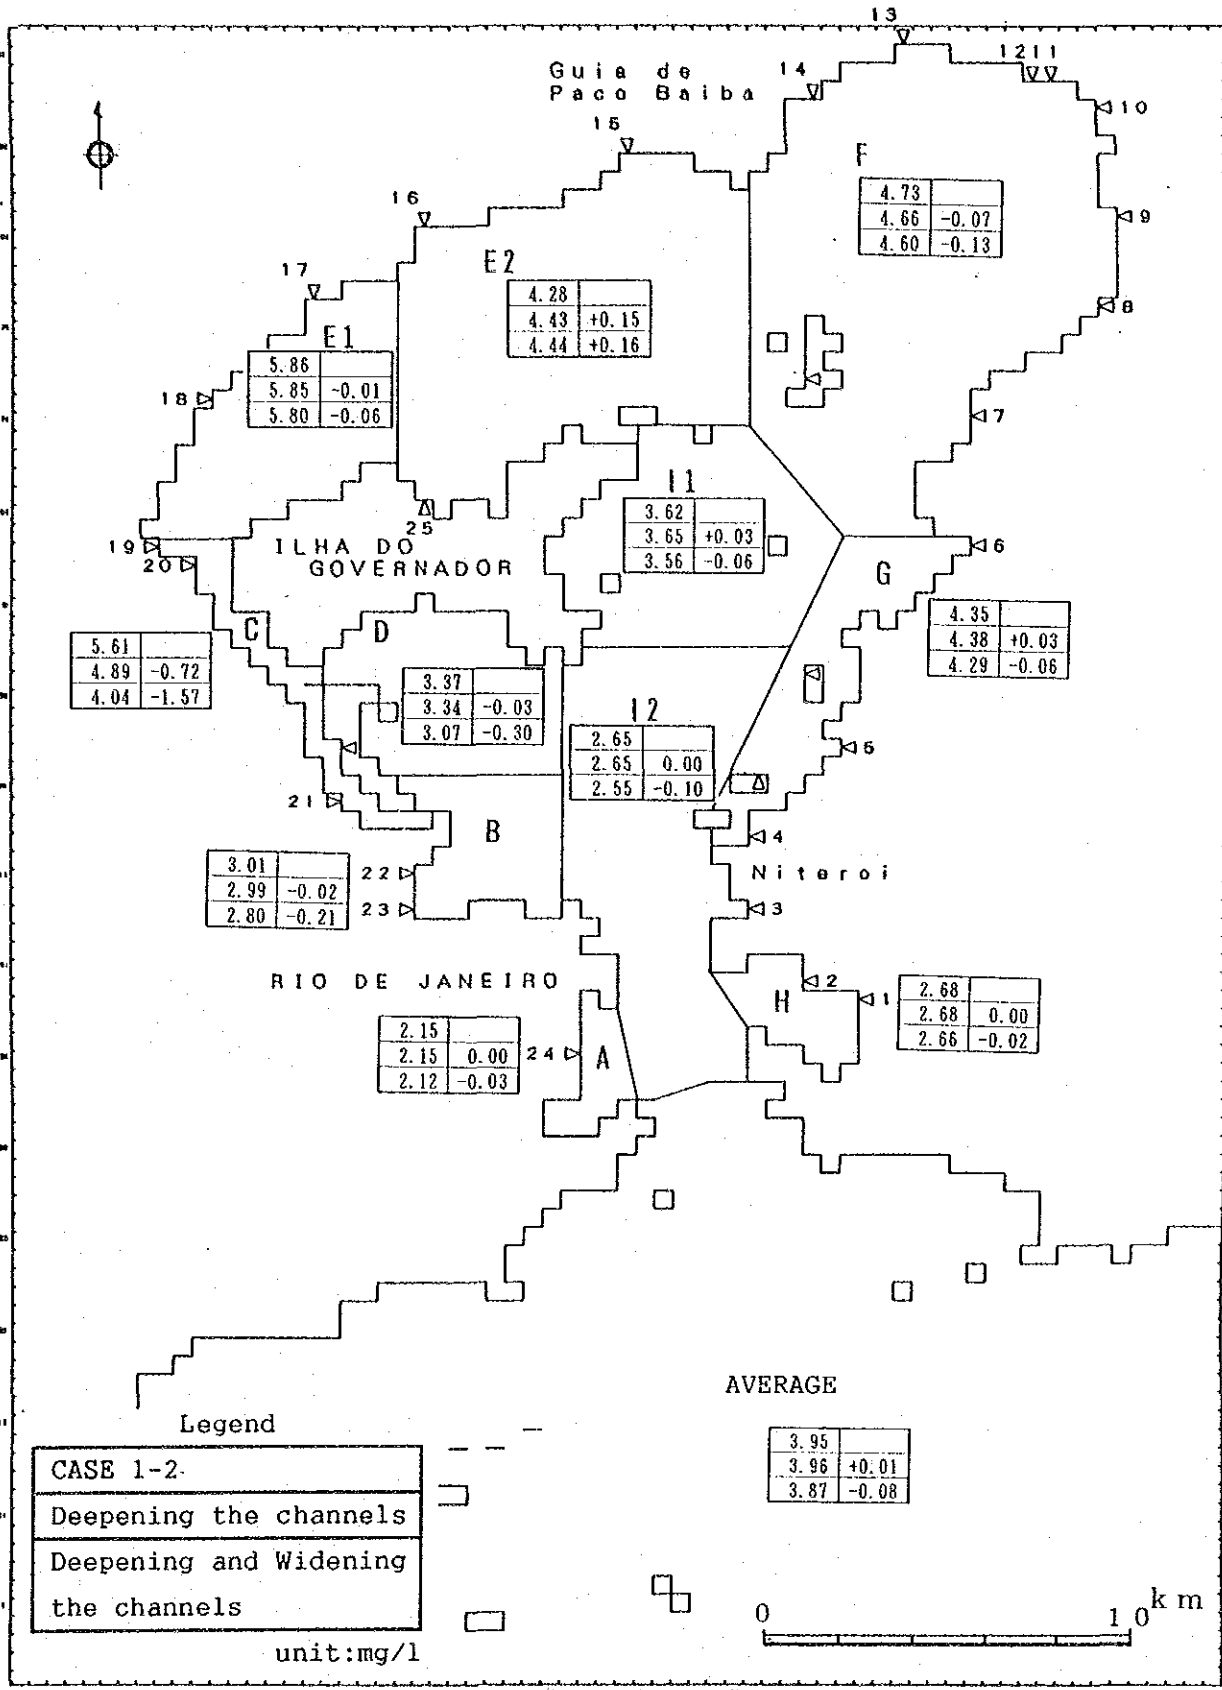 13
Guia de
Paco Baiba
14
1211
10
15
F
4.73
4.66 -0.07
4.60 -0.13
9
16
E2
4.28
4.43 +0.15
4.44 +0.16
17
8
E1
5.86
5.85 -0.01
5.80 -0.06
18
7
I1
3.62
3.65 +0.03
3.56 -0.06
25
19
20
ILHA DO
GOVERNADOR
6
G
4.35
4.38 +0.03
4.29 -0.06
C
D
5.61
4.89 -0.72
4.04 -1.57
3.37
3.34 -0.03
3.07 -0.30
I2
2.65
2.65 0.00
2.55 -0.10
5
21
B
4
3.01
2.99 -0.02
2.80 -0.21
22
23
Niteroi
3
RIO DE JANEIRO
2
H
1
2.68
2.68 0.00
2.66 -0.02
2.15
2.15 0.00
2.12 -0.03
24
A
AVERAGE
3.95
3.96 +0.01
3.87 -0.08
Legend
CASE 1-2
Deepening the channels
Deepening and Widening
the channels
unit:mg/l
0 10 km